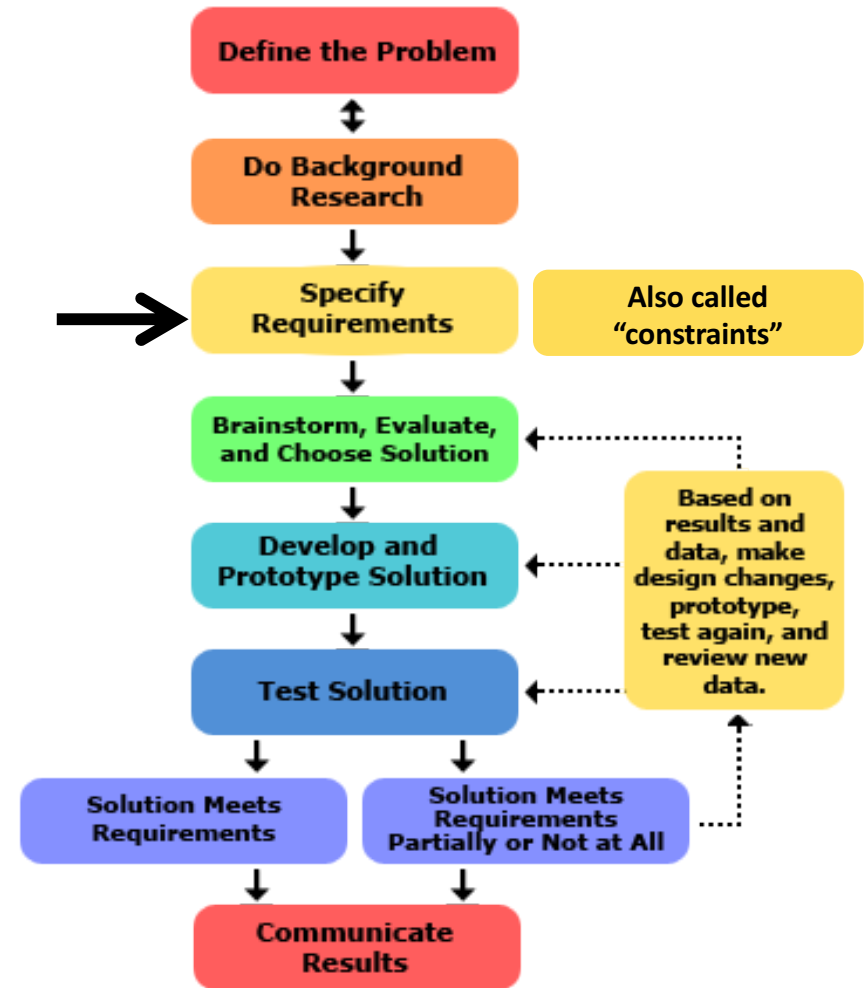 Define the Problem
Do Background
Research
Specify
Requirements
Also called
“constraints”
Brainstorm, Evaluate,
and Choose Solution
Develop and
Prototype Solution
Test Solution
Based on
results and
data, make
design changes,
prototype,
test again, and
review new
data.
Solution Meets
Requirements
Solution Meets
Requirements
Partially or Not at All
Communicate
Results